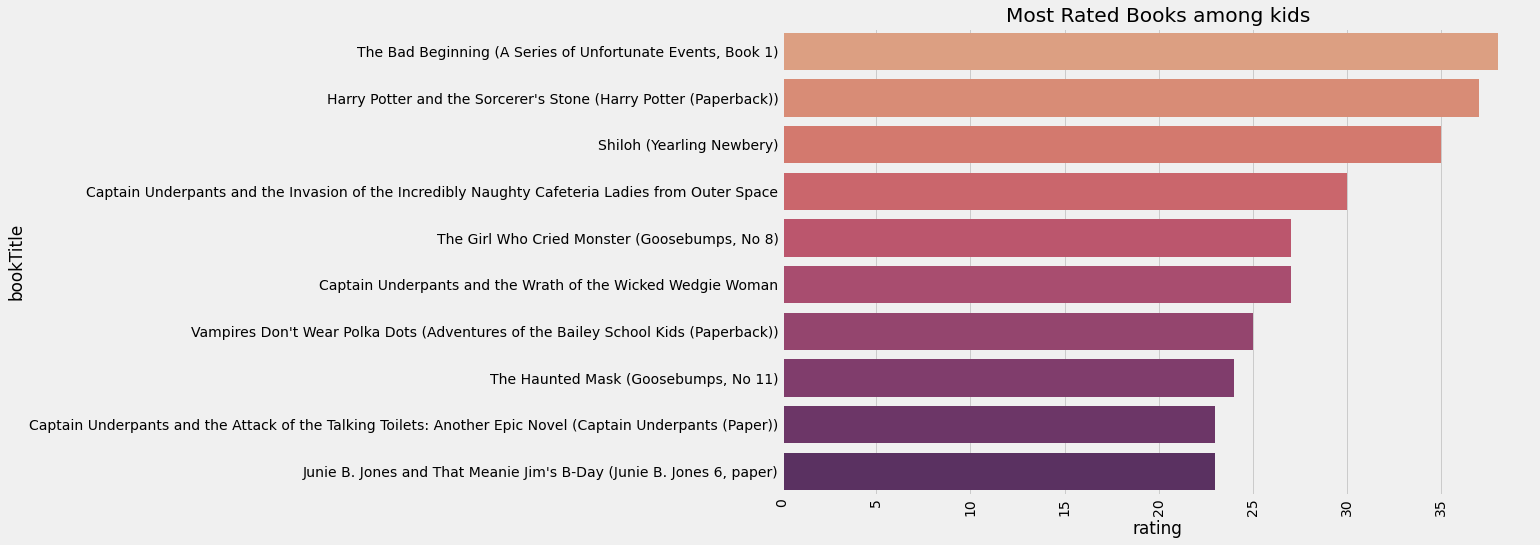 Most Rated Books among kids
bookTitle
The Bad Beginning (A Series of Unfortunate Events, Book 1)
Harry Potter and the Sorcerer's Stone (Harry Potter (Paperback))
Shiloh (Yearling Newbery)
Captain Underpants and the Invasion of the Incredibly Naughty Cafeteria Ladies from Outer Space
The Girl Who Cried Monster (Goosebumps, No 8)
Captain Underpants and the Wrath of the Wicked Wedgie Woman
Vampires Don't Wear Polka Dots (Adventures of the Bailey School Kids (Paperback))
The Haunted Mask (Goosebumps, No 11)
Captain Underpants and the Attack of the Talking Toilets: Another Epic Novel (Captain Underpants (Paper))
Junie B. Jones and That Meanie Jim's B-Day (Junie B. Jones 6, paper)
0 5 10 15 20 25 30 35
rating